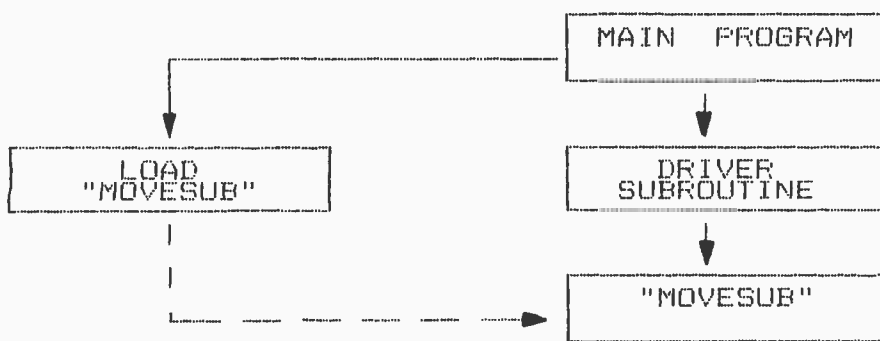 MAIN PROGRAM
LOAD
"MOVESUB"
DRIVER
SUBROUTINE
"MOVESUB"